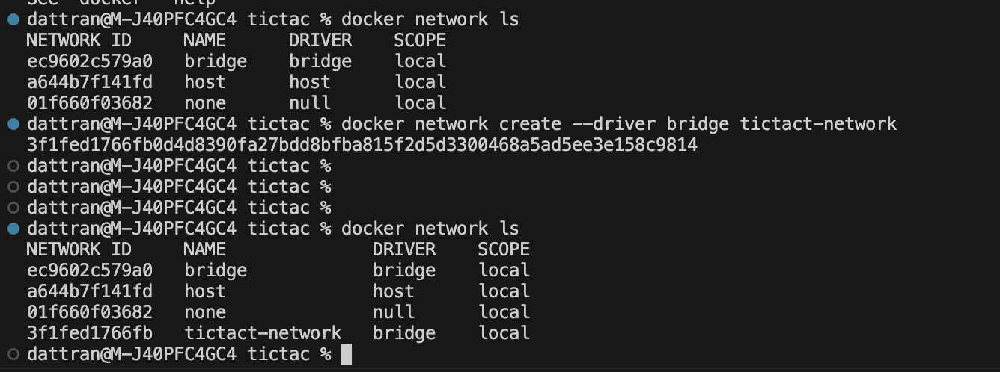 See 'docker --help'
dattran@M-J40PFC4GC4 tictac % docker network ls
NETWORK ID     NAME      DRIVER    SCOPE
ec9602c579a0   bridge    bridge    local
a644b7f141fd   host      host      local
01f660f03682   none      null      local
dattran@M-J40PFC4GC4 tictac % docker network create --driver bridge tictact-network
3f1fed1766fb0d4d8390fa27bdd8bfba815f2d5d3300468a5ad5ee3e158c9814
dattran@M-J40PFC4GC4 tictac %
dattran@M-J40PFC4GC4 tictac %
dattran@M-J40PFC4GC4 tictac %
dattran@M-J40PFC4GC4 tictac % docker network ls
NETWORK ID     NAME              DRIVER    SCOPE
ec9602c579a0   bridge            bridge    local
a644b7f141fd   host              host      local
01f660f03682   none              null      local
3f1fed1766fb   tictact-network   bridge    local
dattran@M-J40PFC4GC4 tictac %